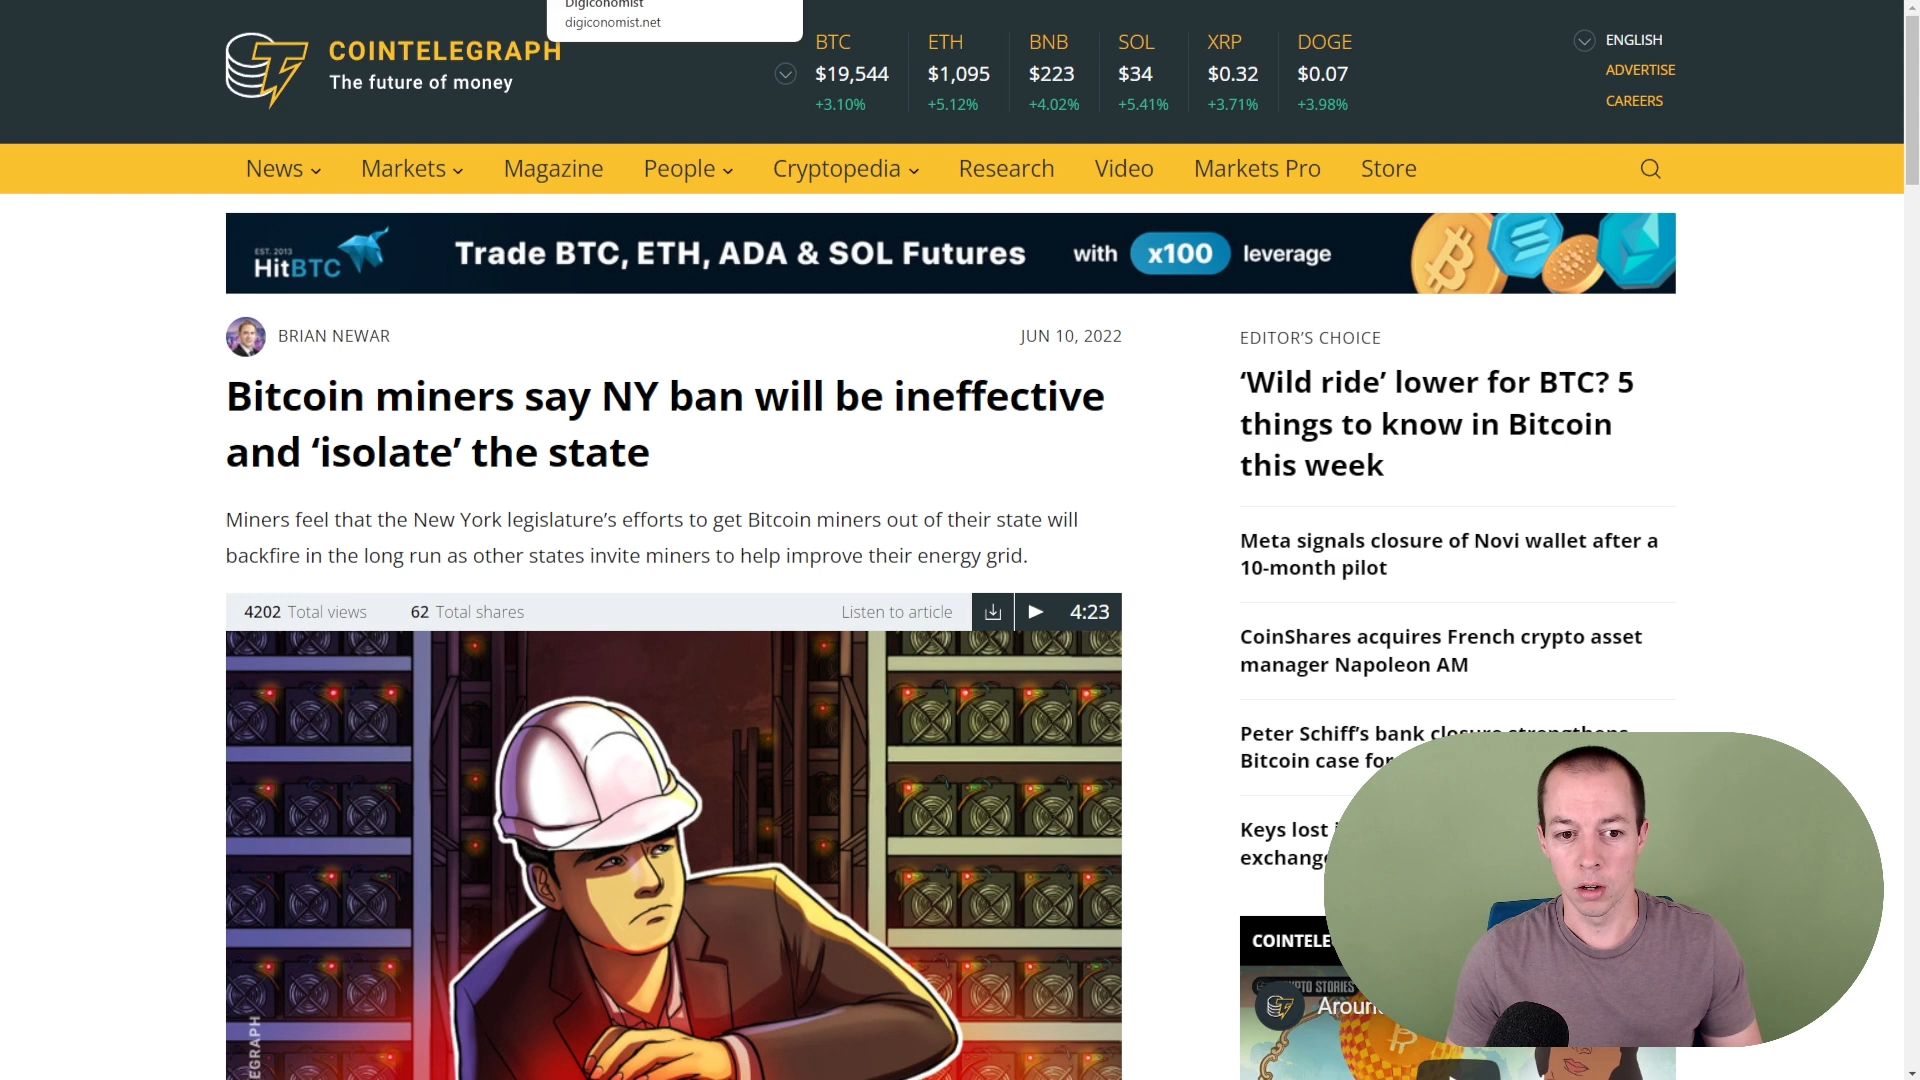 Digiconomist
digiconomist.net
COINTELEGRAPH
The future of money
BTC
$19,544
+3.10%
ETH
$1,095
+5.12%
BNB
$223
+4.02%
SOL
$34
+5.41%
XRP
$0.32
+3.71%
DOGE
$0.07
+3.98%
ENGLISH
ADVERTISE
CAREERS
News
Markets
Magazine
People
Cryptopedia
Research
Video
Markets Pro
Store
EST. 2013
HitBTC
Trade BTC, ETH, ADA & SOL Futures with x100 leverage
BRIAN NEWAR
JUN 10, 2022
Bitcoin miners say NY ban will be ineffective
and ‘isolate’ the state
Miners feel that the New York legislature’s efforts to get Bitcoin miners out of their state will
backfire in the long run as other states invite miners to help improve their energy grid.
4202 Total views
62 Total shares
Listen to article
4:23
EDITOR’S CHOICE
‘Wild ride’ lower for BTC? 5
things to know in Bitcoin
this week
Meta signals closure of Novi wallet after a
10-month pilot
CoinShares acquires French crypto asset
manager Napoleon AM
Peter Schiff’s bank closure strengthens
Bitcoin case for
Keys lost
exchang
COINTELE
PTO STORIES
Aroun
EGRAPH